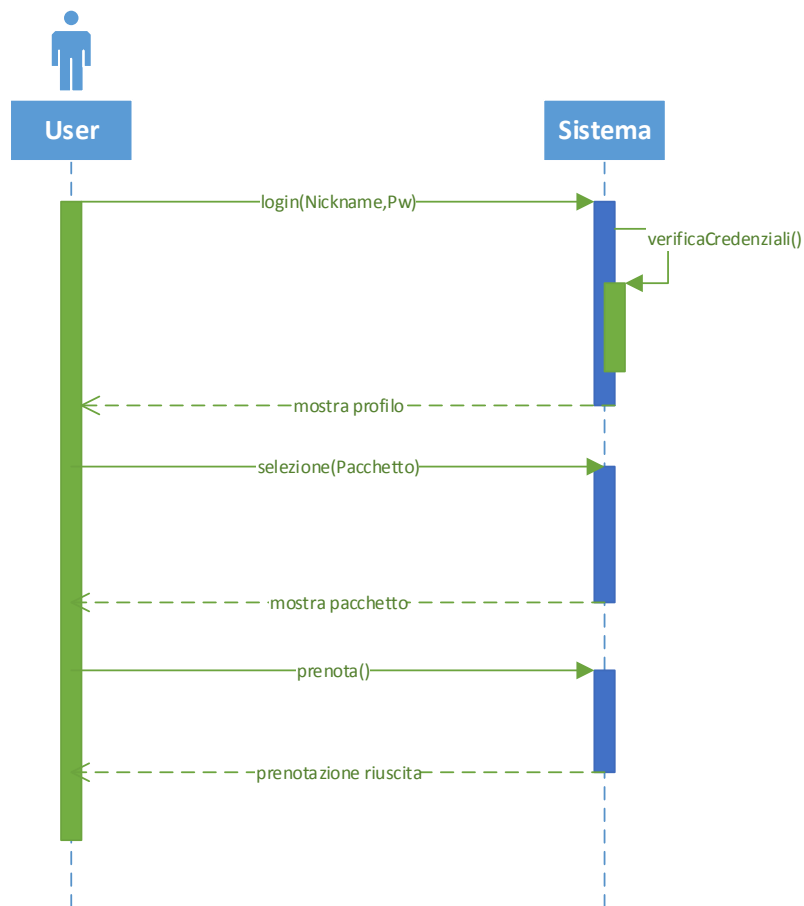 User
Sistema
login(Nickname,Pw)
verificaCredenziali()
mostra profilo
selezione(Pacchetto)
mostra pacchetto
prenota()
prenotazione riuscita